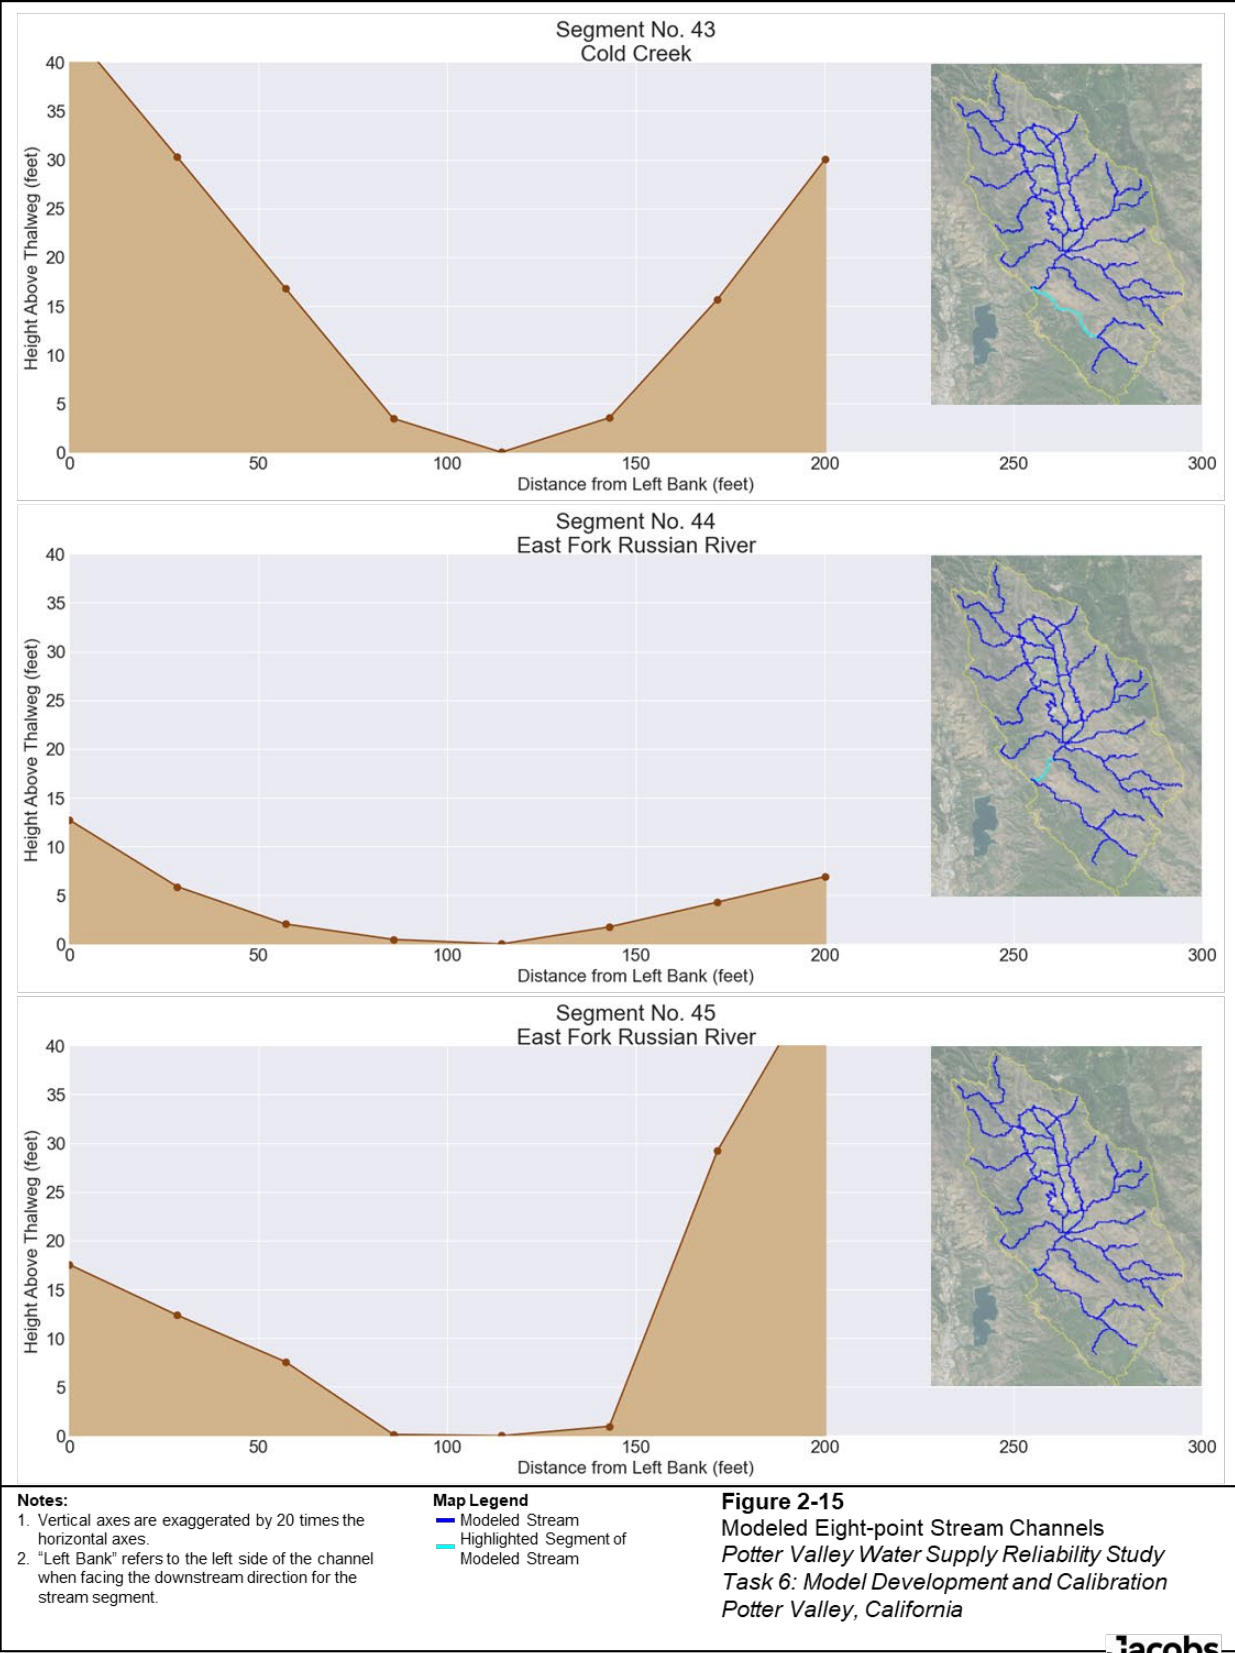 Segment No. 43
Cold Creek
Height Above Thalweg (feet)
40
35
30
25
20
15
10
5
0
0 50 100 150 200 250 300
Distance from Left Bank (feet)
Segment No. 44
East Fork Russian River
Height Above Thalweg (feet)
40
35
30
25
20
15
10
5
0
0 50 100 150 200 250 300
Distance from Left Bank (feet)
Segment No. 45
East Fork Russian River
Height Above Thalweg (feet)
40
35
30
25
20
15
10
5
0
0 50 100 150 200 250 300
Distance from Left Bank (feet)
Notes:
1. Vertical axes are exaggerated by 20 times the
horizontal axes.
2. “Left Bank” refers to the left side of the channel
when facing the downstream direction for the
stream segment.
Map Legend
Modeled Stream
Highlighted Segment of
Modeled Stream
Figure 2-15
Modeled Eight-point Stream Channels
Potter Valley Water Supply Reliability Study
Task 6: Model Development and Calibration
Potter Valley, California
Jacobs